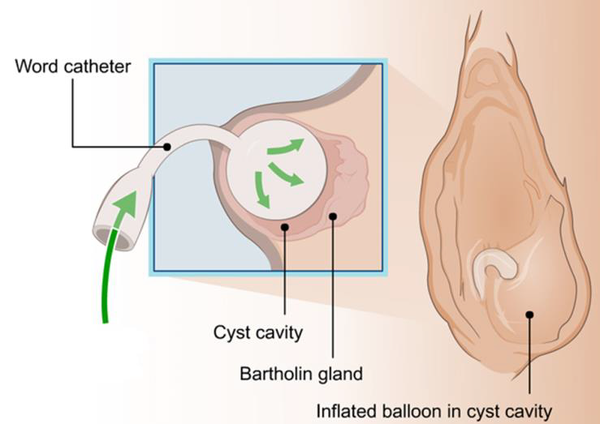 Word catheter
Cyst cavity
Bartholin gland
Inflated balloon in cyst cavity